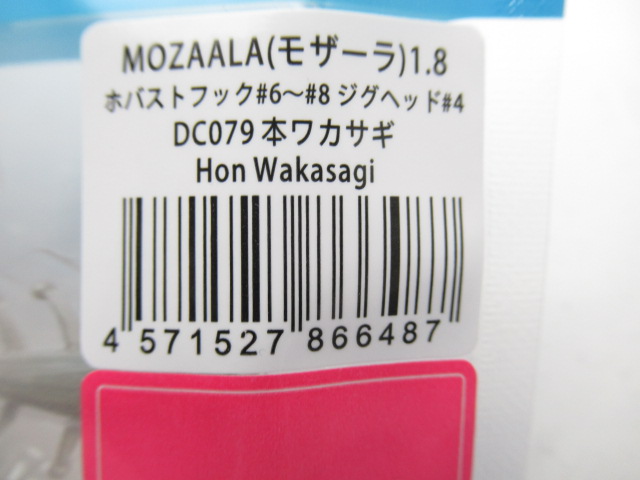 MOZAALA(モザーラ)1.8
ホバストフック#6～#8 ジグヘッド#4
DC079 本ワカサギ
Hon Wakasagi
4 571527 866487